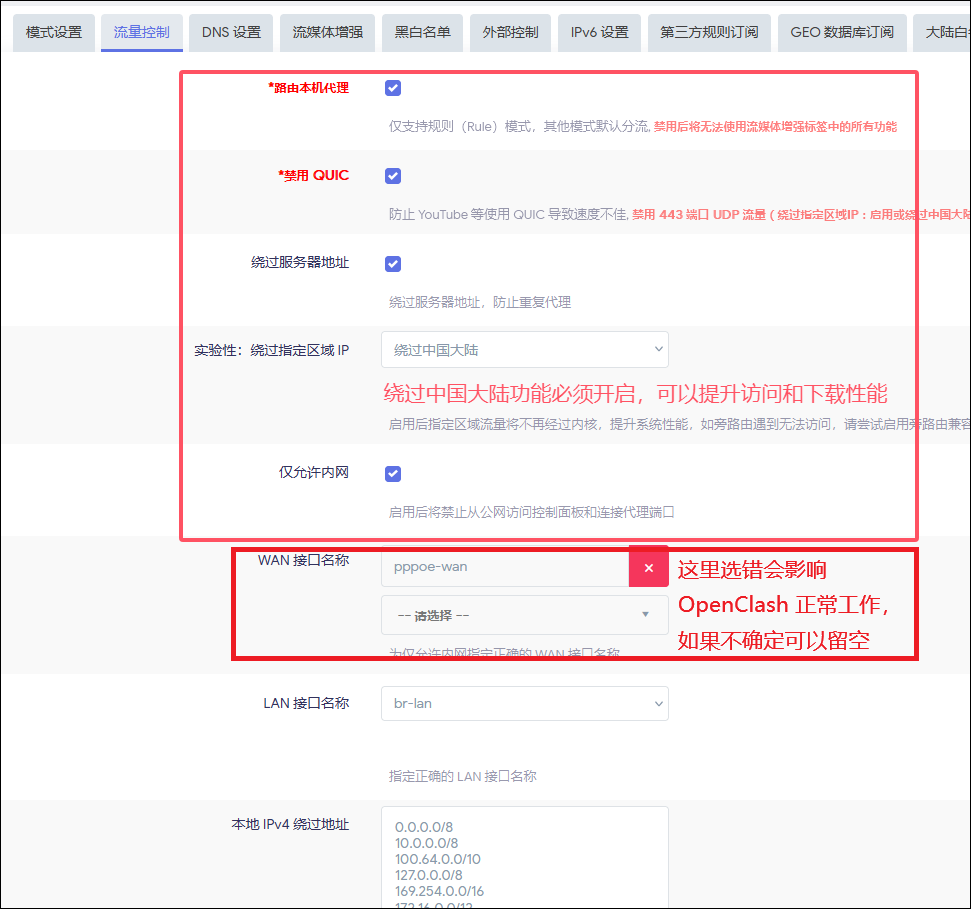 模式设置 流量控制 DNS 设置 流媒体增强 黑白名单 外部控制 IPv6 设置 第三方规则订阅 GEO 数据库订阅 大陆白
*路由本机代理
仅支持规则（Rule）模式，其他模式默认分流, 禁用后将无法使用流媒体增强标签中的所有功能
*禁用 QUIC
防止 YouTube 等使用 QUIC 导致速度不佳, 禁用 443 端口 UDP 流量 ( 绕过指定区域IP : 启用或绕过中国大陆
绕过服务器地址
绕过服务器地址，防止重复代理
实验性：绕过指定区域 IP
绕过中国大陆
绕过中国大陆功能必须开启，可以提升访问和下载性能
启用后指定区域流量将不再经过内核，提升系统性能，如旁路由遇到无法访问，请尝试启用旁路由兼容
仅允许内网
启用后将禁止从公网访问控制面板和连接代理端口
WAN 接口名称
pppoe-wan
×
-- 请选择 --
为仅允许内网指定正确的 WAN 接口名称
这里选错会影响
OpenClash 正常工作，
如果不确定可以留空
LAN 接口名称
br-lan
指定正确的 LAN 接口名称
本地 IPv4 绕过地址
0.0.0.0/8
10.0.0.0/8
100.64.0.0/10
127.0.0.0/8
169.254.0.0/16
172.16.0.0/12